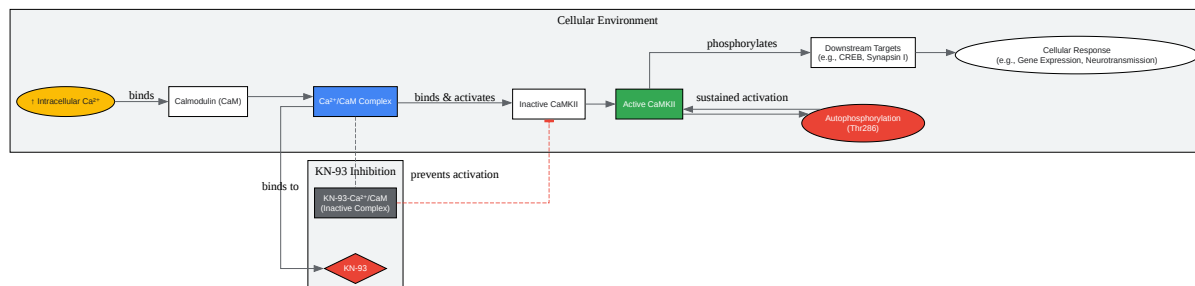 Cellular Environment
phosphorylates
Downstream Targets
(e.g., CREB, Synapsin I)
Cellular Response
(e.g., Gene Expression, Neurotransmission)
↑ Intracellular Ca²⁺
binds
Calmodulin (CaM)
Ca²⁺/CaM Complex
binds & activates
Inactive CaMKII
Active CaMKII
sustained activation
Autophosphorylation
(Thr286)
KN-93 Inhibition
binds to
prevents activation
KN-93-Ca²⁺/CaM
(Inactive Complex)
KN-93